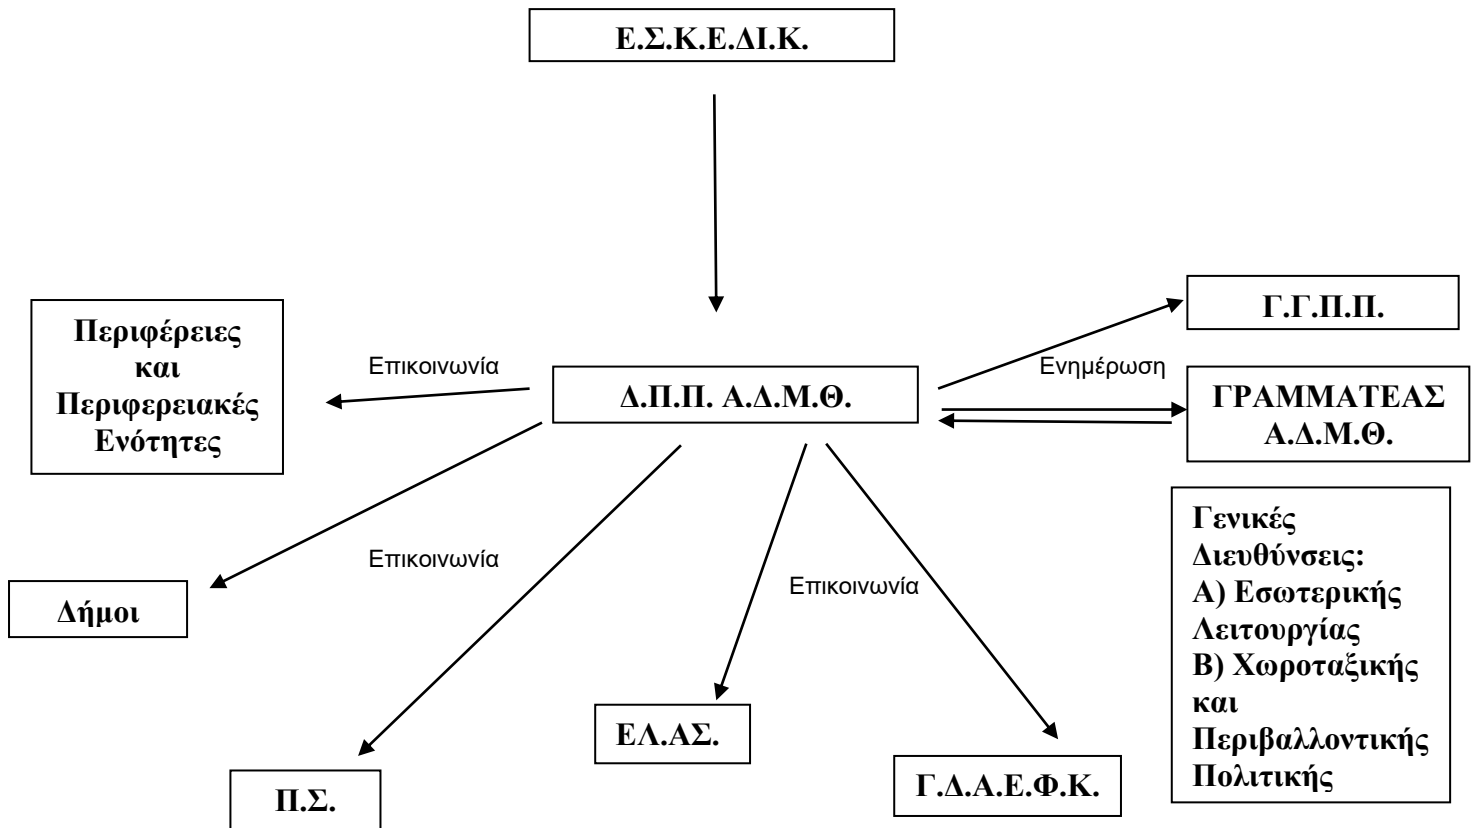 Ε.Σ.Κ.Ε.ΔΙ.Κ.
Γ.Γ.Π.Π.
Περιφέρειες
και
Περιφερειακές
Ενότητες
Επικοινωνία
Δ.Π.Π. Α.Δ.Μ.Θ.
Ενημέρωση
ΓΡΑΜΜΑΤΕΑΣ
Α.Δ.Μ.Θ.
Γενικές
Διευθύνσεις:
Α) Εσωτερικής
Λειτουργίας
Β) Χωροταξικής
και
Περιβαλλοντικής
Πολιτικής
Επικοινωνία
Επικοινωνία
Δήμοι
ΕΛ.ΑΣ.
Π.Σ.
Γ.Δ.Α.Ε.Φ.Κ.